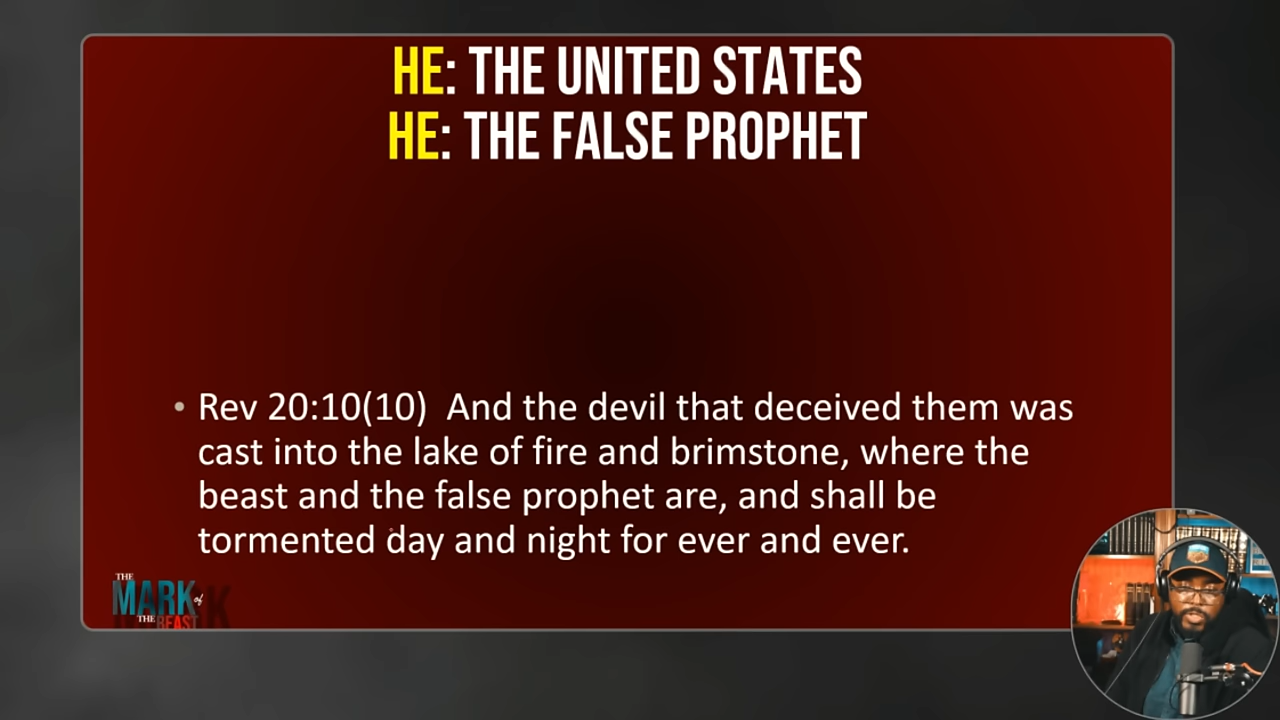 HE: THE UNITED STATES
HE: THE FALSE PROPHET
• Rev 20:10(10) And the devil that deceived them was
cast into the lake of fire and brimstone, where the
beast and the false prophet are, and shall be
tormented day and night for ever and ever.
THE
MARK of
THE BEAST